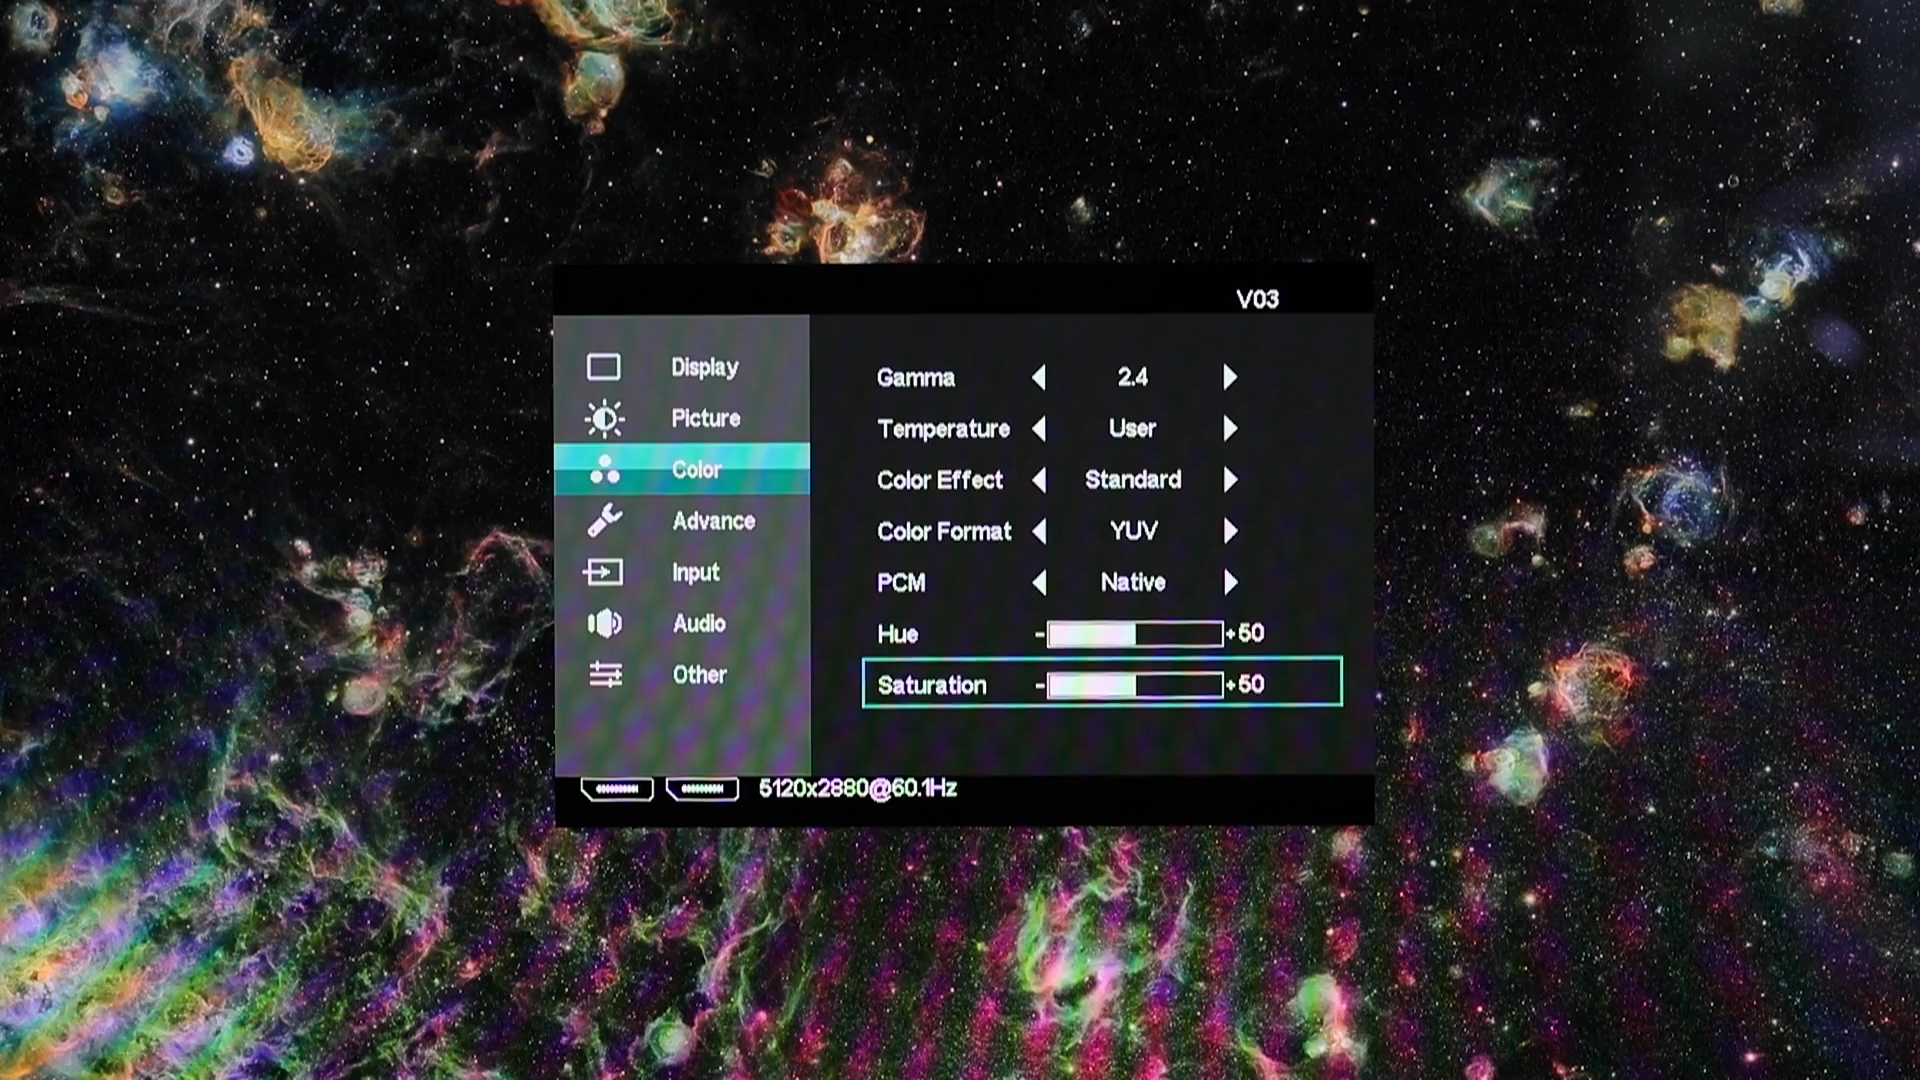 V03
Display
Picture
Color
Advance
Input
Audio
Other
Gamma 2.4
Temperature User
Color Effect Standard
Color Format YUV
PCM Native
Hue - + 50
Saturation - + 50
5120x2880@60.1Hz